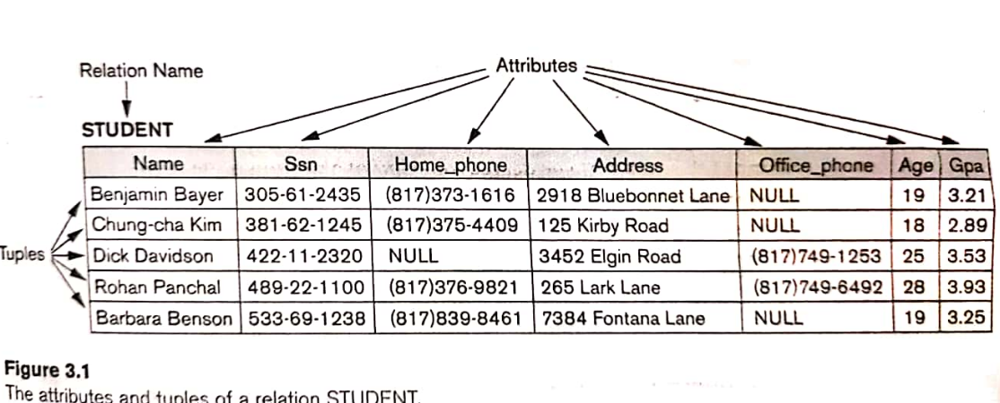 Attributes
Relation Name
STUDENT
Name Ssn Home_phone Address Office_phone Age Gpa
Benjamin Bayer 305-61-2435 (817)373-1616 2918 Bluebonnet Lane NULL 19 3.21
Chung-cha Kim 381-62-1245 (817)375-4409 125 Kirby Road NULL 18 2.89
Tuples
Dick Davidson 422-11-2320 NULL 3452 Elgin Road (817)749-1253 25 3.53
Rohan Panchal 489-22-1100 (817)376-9821 265 Lark Lane (817)749-6492 28 3.93
Barbara Benson 533-69-1238 (817)839-8461 7384 Fontana Lane NULL 19 3.25
Figure 3.1
The attributes and tuples of a relation STUDENT.